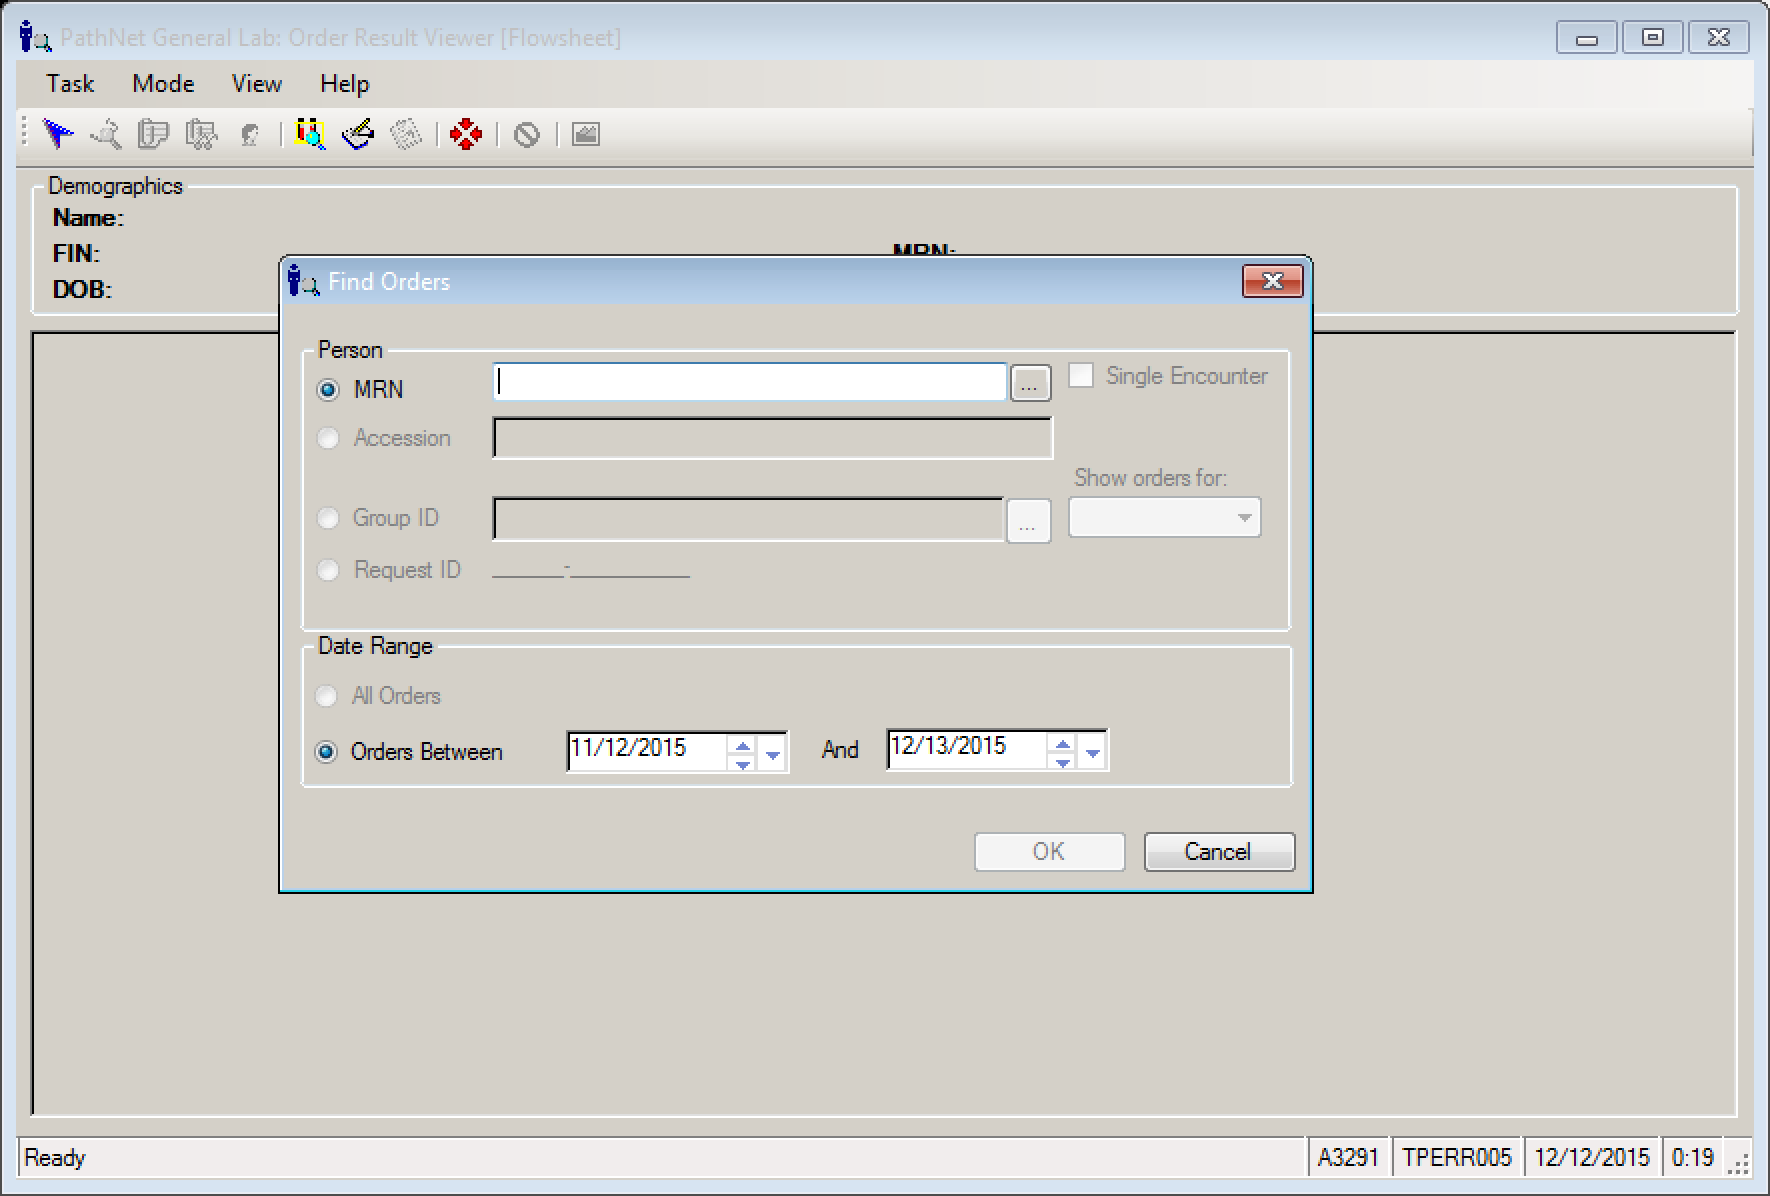 PathNet General Lab: Order Result Viewer [Flowsheet]
Task Mode View Help
Demographics
Name:
FIN: MRN:
DOB:
Find Orders
Person
MRN ... Single Encounter
Accession
Show orders for:
Group ID ...
Request ID ______-__________
Date Range
All Orders
Orders Between 11/12/2015 And 12/13/2015
OK Cancel
Ready A3291 TPERR005 12/12/2015 0:19